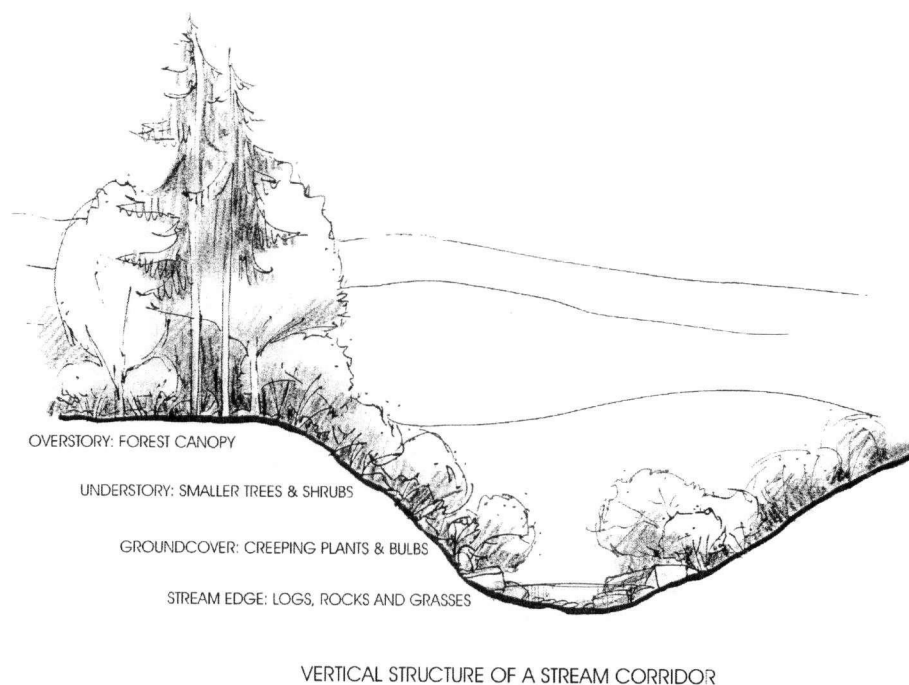 OVERSTORY: FOREST CANOPY
UNDERSTORY: SMALLER TREES & SHRUBS
GROUNDCOVER: CREEPING PLANTS & BULBS
STREAM EDGE: LOGS, ROCKS AND GRASSES
VERTICAL STRUCTURE OF A STREAM CORRIDOR